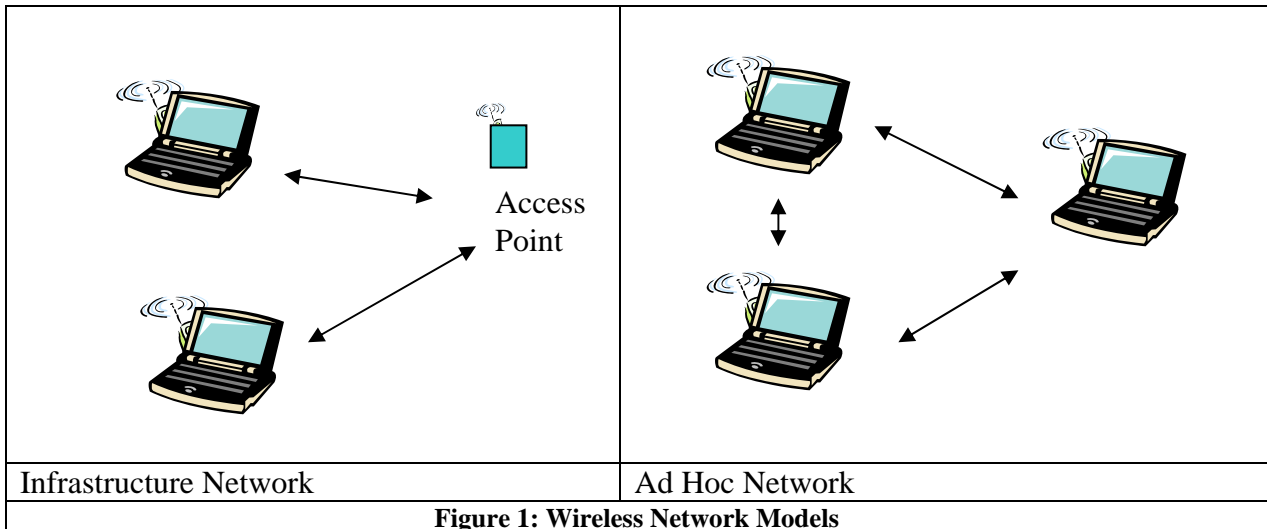 Access
Point
Infrastructure Network
Ad Hoc Network
Figure 1: Wireless Network Models